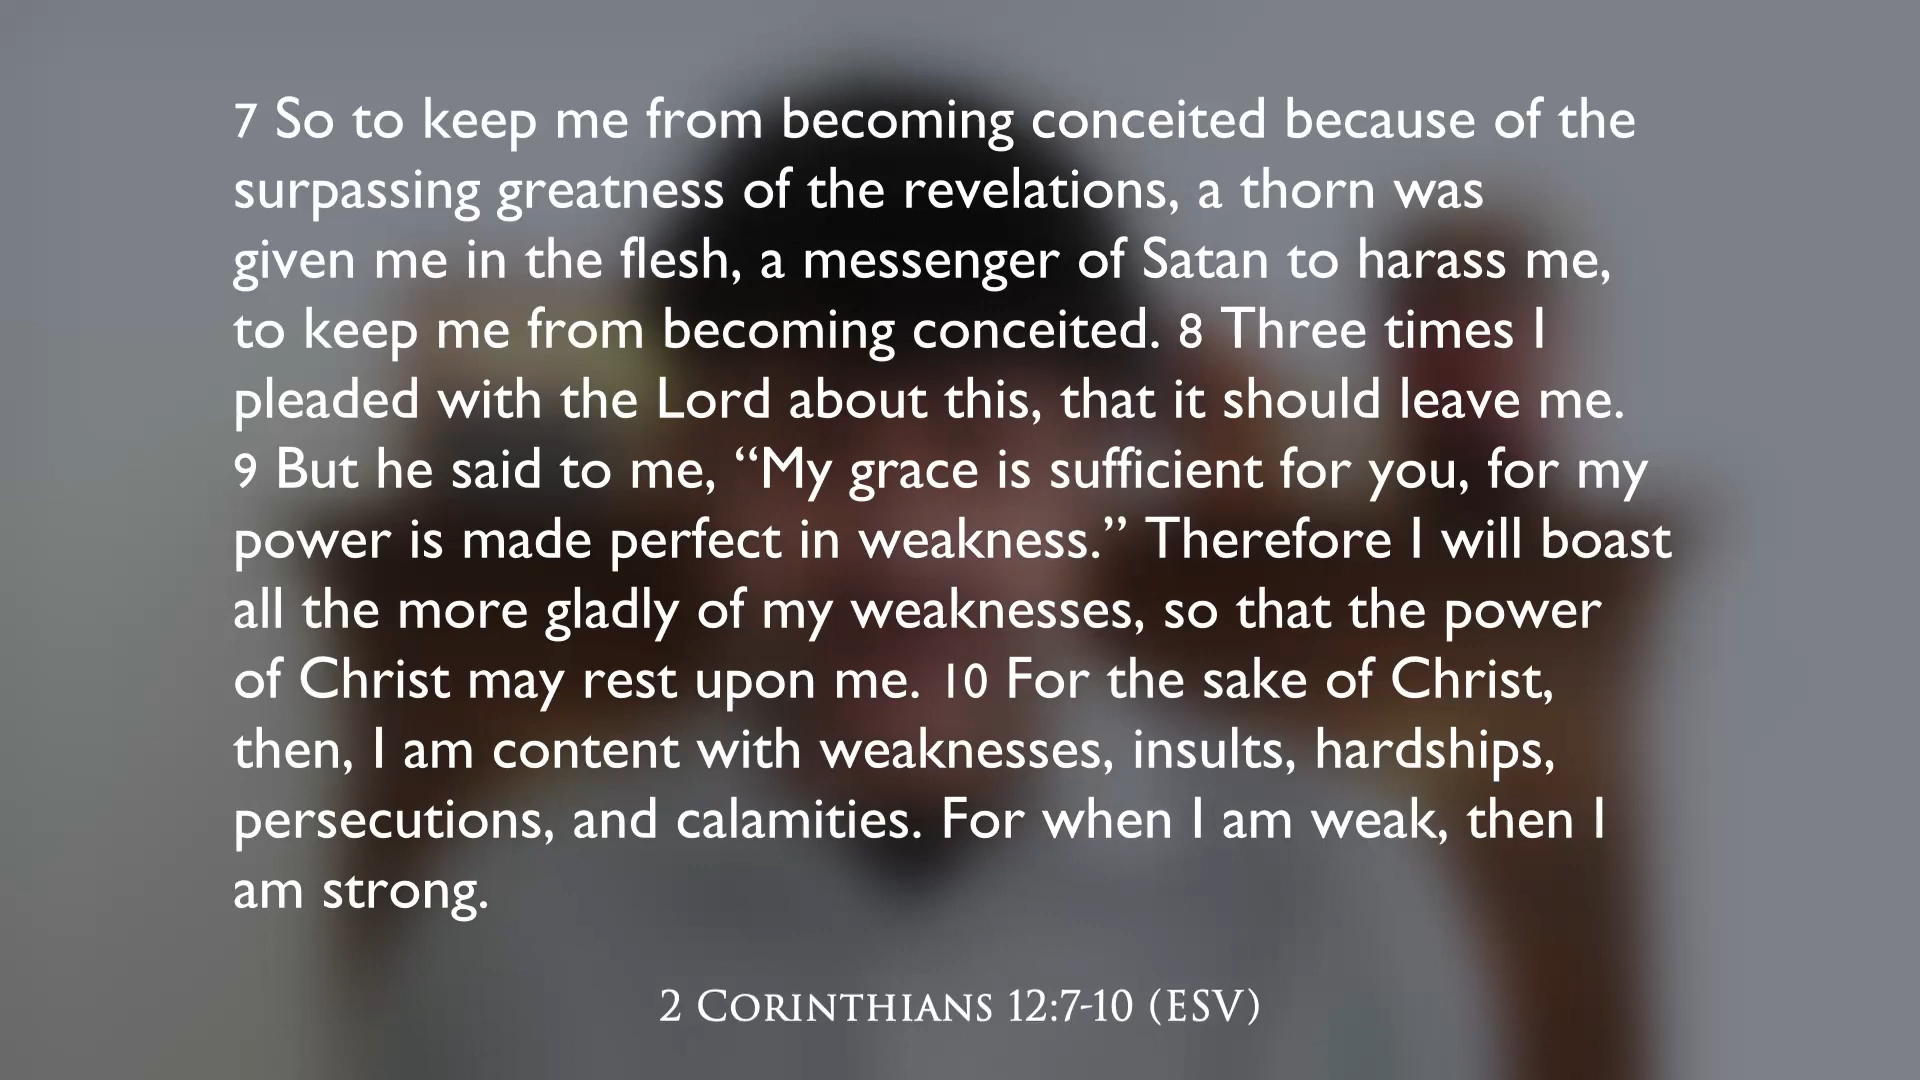 7 So to keep me from becoming conceited because of the
surpassing greatness of the revelations, a thorn was
given me in the flesh, a messenger of Satan to harass me,
to keep me from becoming conceited. 8 Three times I
pleaded with the Lord about this, that it should leave me.
9 But he said to me, “My grace is sufficient for you, for my
power is made perfect in weakness.” Therefore I will boast
all the more gladly of my weaknesses, so that the power
of Christ may rest upon me. 10 For the sake of Christ,
then, I am content with weaknesses, insults, hardships,
persecutions, and calamities. For when I am weak, then I
am strong.
2 Corinthians 12:7-10 (ESV)